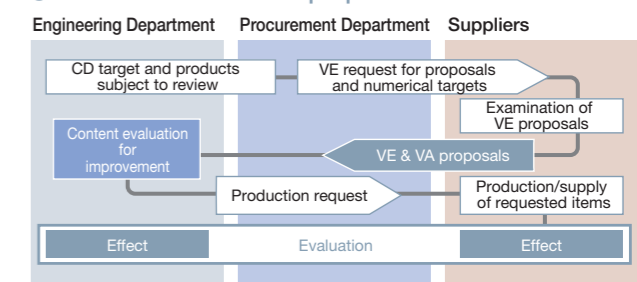 Engineering Department Procurement Department Suppliers
CD target and products
subject to review
VE request for proposals
and numerical targets
Examination of
VE proposals
Content evaluation
for
improvement
VE & VA proposals
Production request
Production/supply
of requested items
Effect
Evaluation
Effect